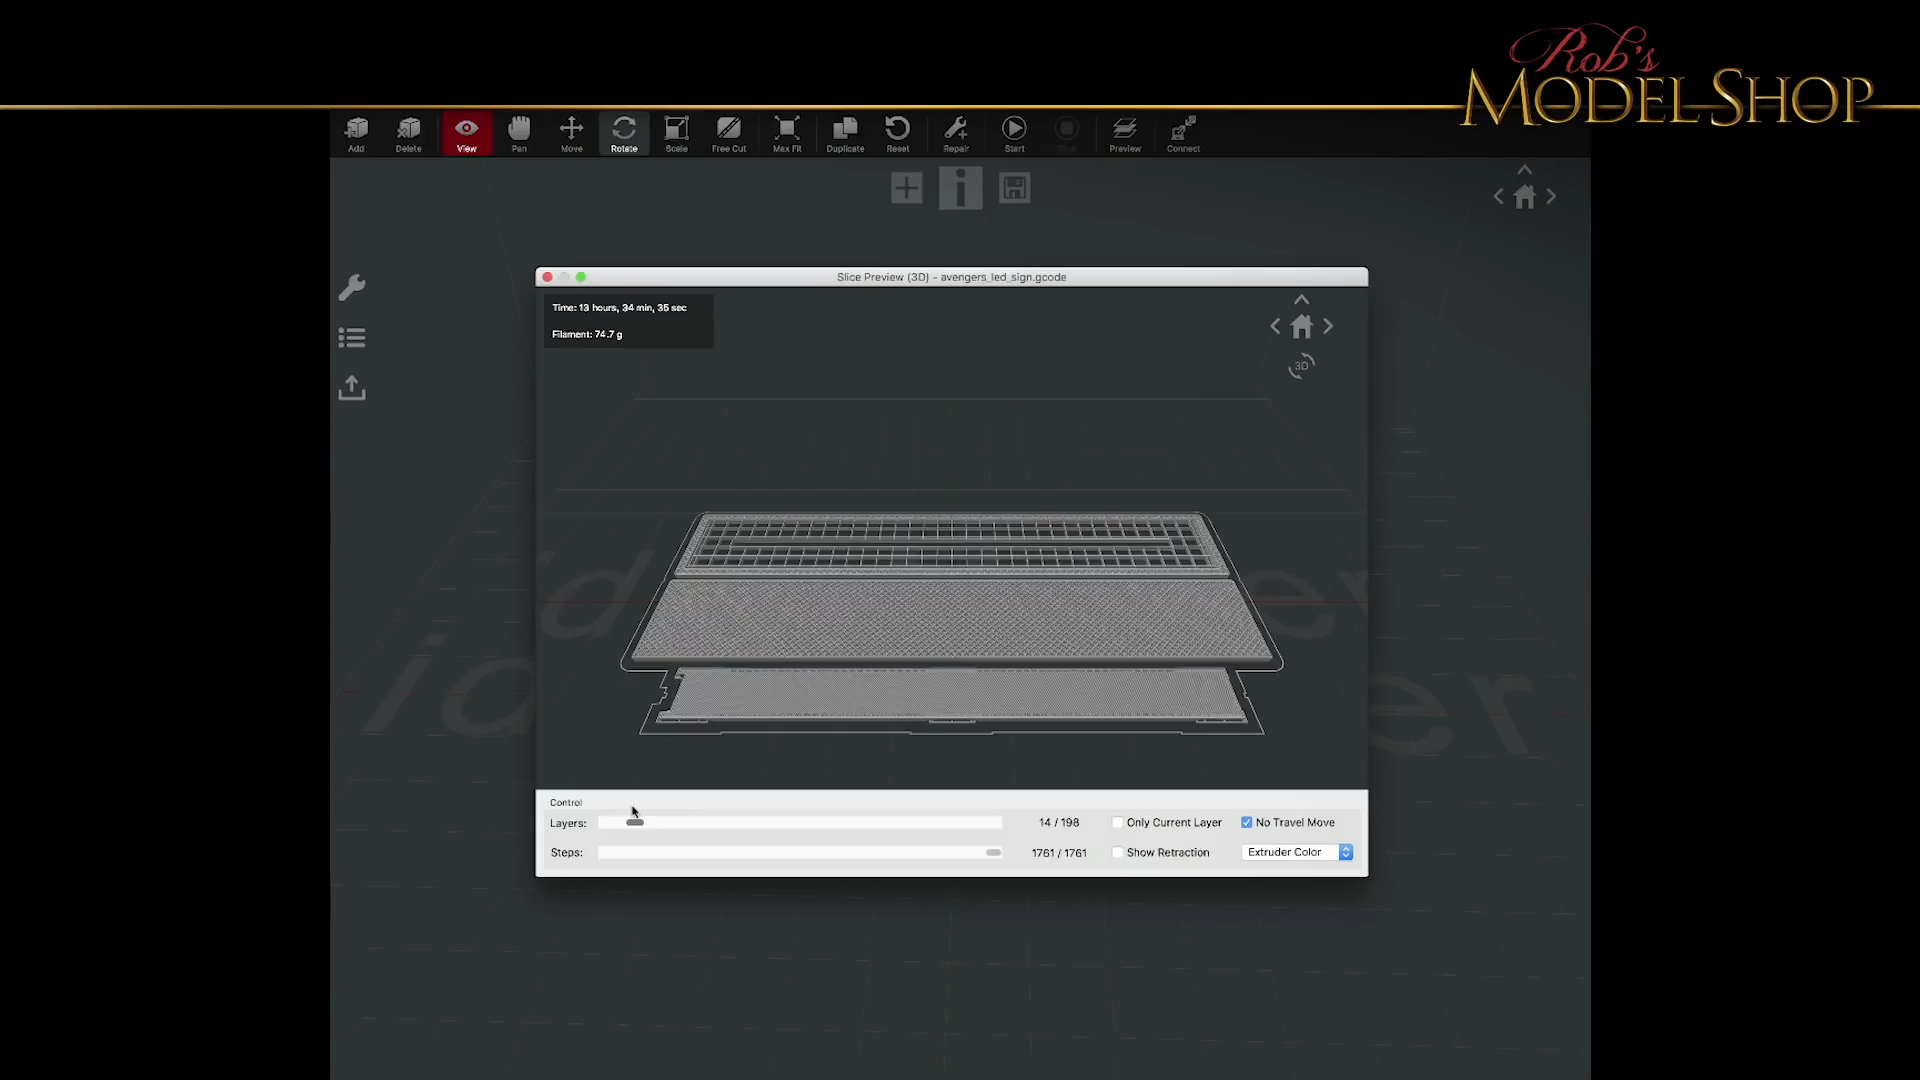 Rob's
MODEL SHOP
Add Delete View Pan Move Rotate Scale Free Cut Max Fit Duplicate Reset Repair Start Preview Connect
Slice Preview (3D) - avengers_led_sign.gcode
Time: 13 hours, 34 min, 35 sec
Filament: 74.7 g
3D
Control
Layers: 14 / 198 Only Current Layer No Travel Move
Steps: 1761 / 1761 Show Retraction Extruder Color